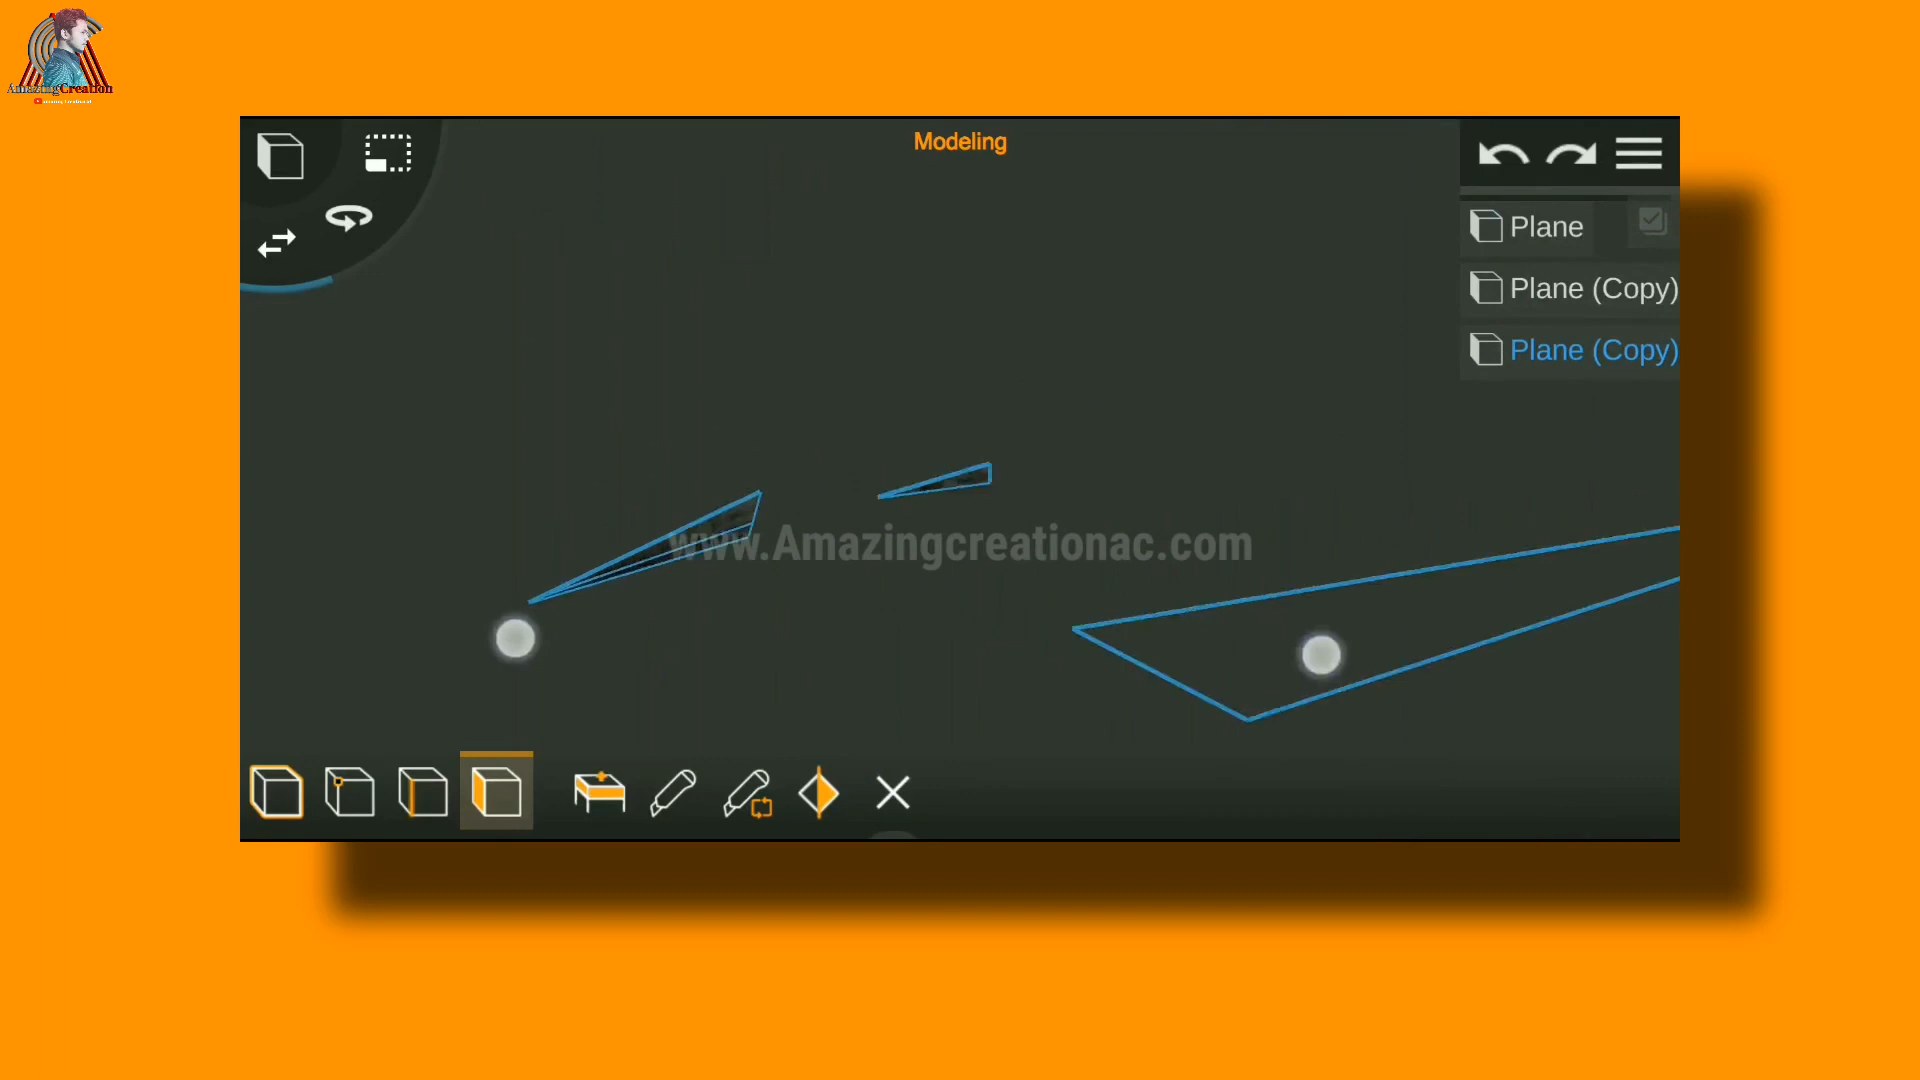 AmazingCreation
Modeling
Plane
Plane (Copy)
Plane (Copy)
www.Amazingcreationac.com